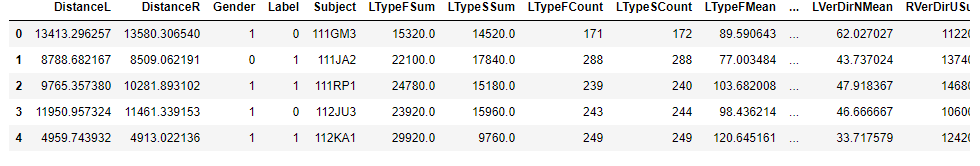 DistanceL DistanceR Gender Label Subject LTypeFSum LTypeSSum LTypeFCount LTypeSCount LTypeFMean ... LVerDirNMean RVerDirUSu
0 13413.296257 13580.306540 1 0 111GM3 15320.0 14520.0 171 172 89.590643 ... 62.027027 11220
1 8788.682167 8509.062191 0 1 111JA2 22100.0 17840.0 288 288 77.003484 ... 43.737024 13740
2 9765.357380 10281.893102 1 1 111RP1 24780.0 15180.0 239 240 103.682008 ... 47.918367 14680
3 11950.957324 11461.339153 1 0 112JU3 23920.0 15960.0 243 244 98.436214 ... 46.666667 10600
4 4959.743932 4913.022136 1 1 112KA1 29920.0 9760.0 249 249 120.645161 ... 33.717579 12420